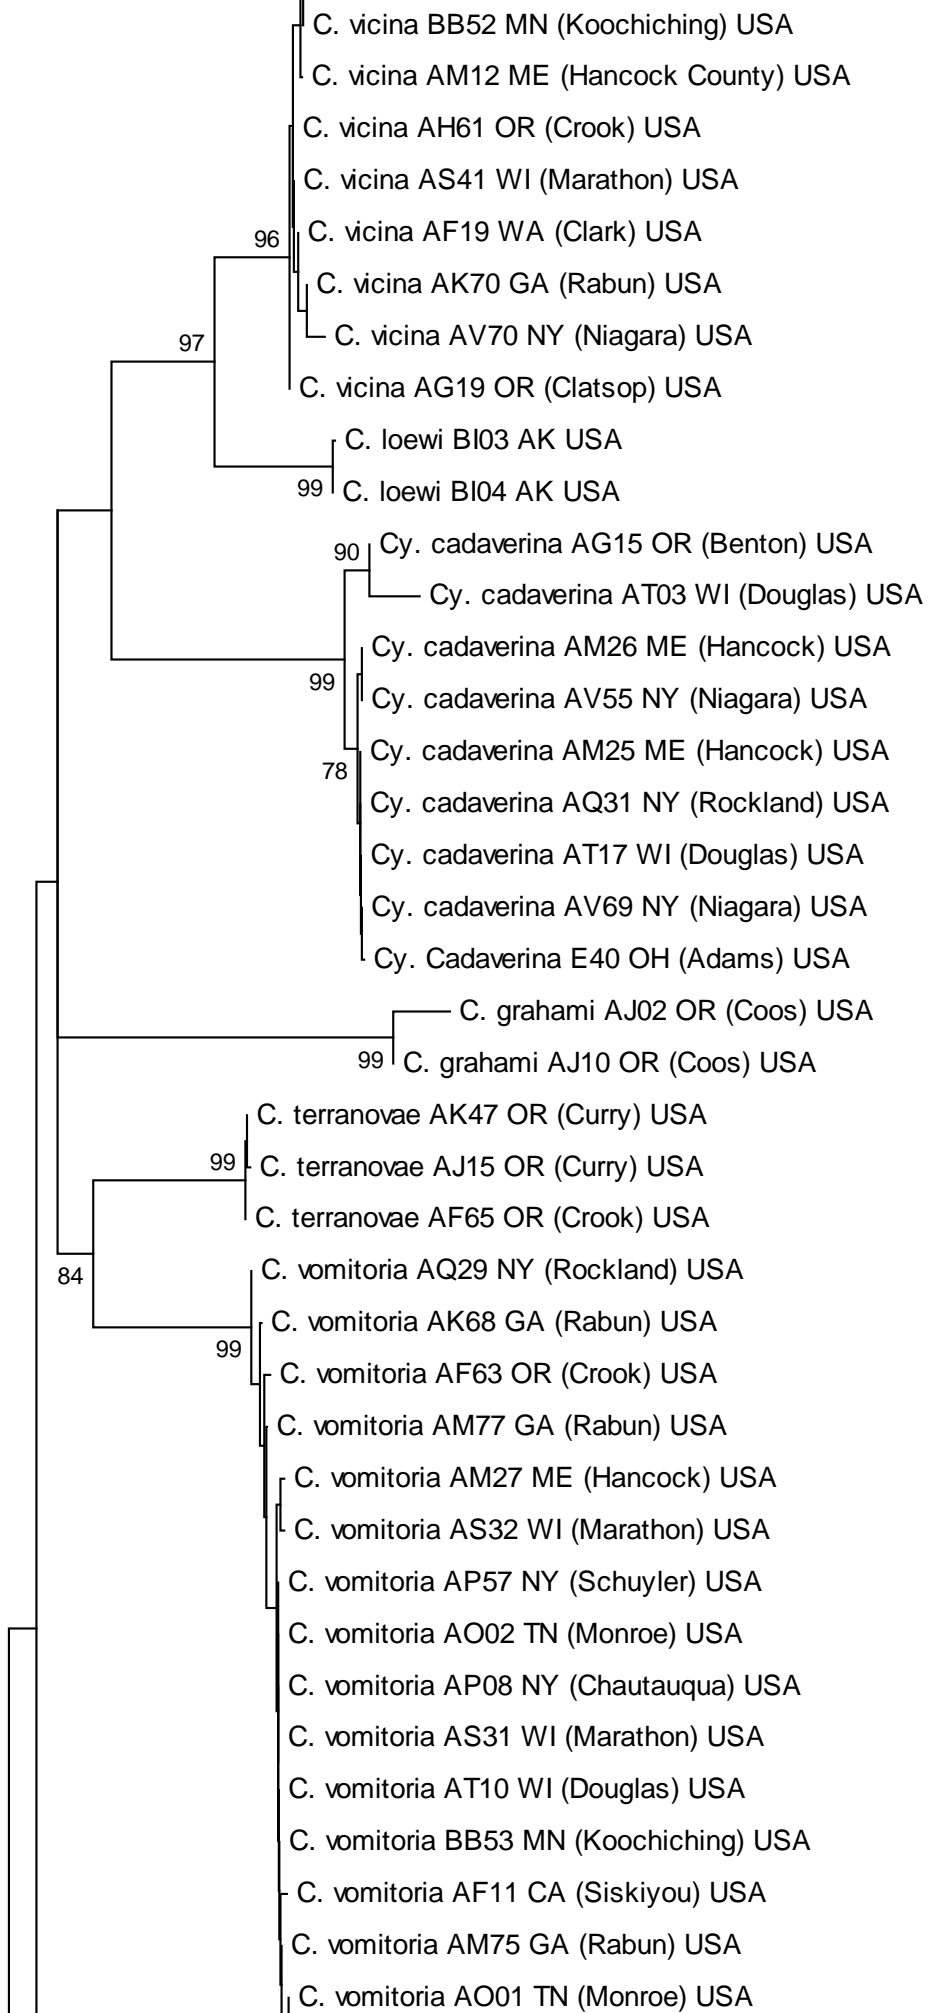 C. vicina BB52 MN (Koochiching) USA
C. vicina AM12 ME (Hancock County) USA
C. vicina AH61 OR (Crook) USA
C. vicina AS41 WI (Marathon) USA
96
C. vicina AF19 WA (Clark) USA
C. vicina AK70 GA (Rabun) USA
97
C. vicina AV70 NY (Niagara) USA
C. vicina AG19 OR (Clatsop) USA
C. loewi BI03 AK USA
99
C. loewi BI04 AK USA
90
Cy. cadaverina AG15 OR (Benton) USA
Cy. cadaverina AT03 WI (Douglas) USA
Cy. cadaverina AM26 ME (Hancock) USA
99
Cy. cadaverina AV55 NY (Niagara) USA
Cy. cadaverina AM25 ME (Hancock) USA
78
Cy. cadaverina AQ31 NY (Rockland) USA
Cy. cadaverina AT17 WI (Douglas) USA
Cy. cadaverina AV69 NY (Niagara) USA
Cy. Cadaverina E40 OH (Adams) USA
C. grahami AJ02 OR (Coos) USA
99
C. grahami AJ10 OR (Coos) USA
C. terranovae AK47 OR (Curry) USA
99
C. terranovae AJ15 OR (Curry) USA
C. terranovae AF65 OR (Crook) USA
84
C. vomitoria AQ29 NY (Rockland) USA
C. vomitoria AK68 GA (Rabun) USA
99
C. vomitoria AF63 OR (Crook) USA
C. vomitoria AM77 GA (Rabun) USA
C. vomitoria AM27 ME (Hancock) USA
C. vomitoria AS32 WI (Marathon) USA
C. vomitoria AP57 NY (Schuyler) USA
C. vomitoria AO02 TN (Monroe) USA
C. vomitoria AP08 NY (Chautauqua) USA
C. vomitoria AS31 WI (Marathon) USA
C. vomitoria AT10 WI (Douglas) USA
C. vomitoria BB53 MN (Koochiching) USA
C. vomitoria AF11 CA (Siskiyou) USA
C. vomitoria AM75 GA (Rabun) USA
C. vomitoria AO01 TN (Monroe) USA